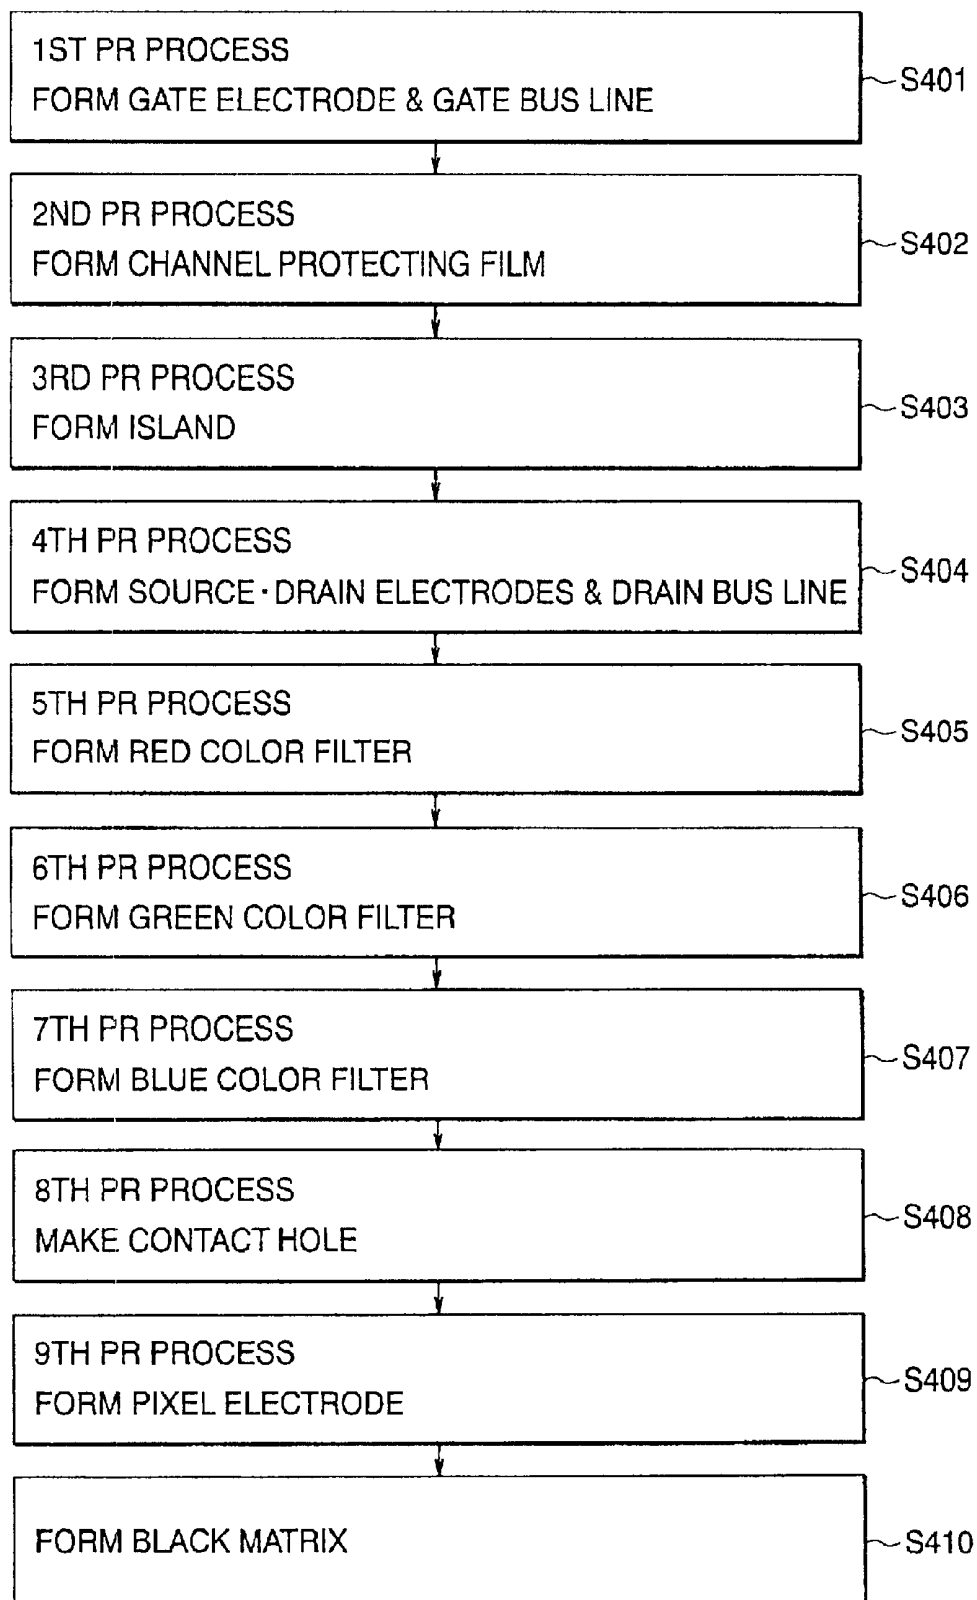 1ST PR PROCESS
FORM GATE ELECTRODE & GATE BUS LINE
S401
2ND PR PROCESS
FORM CHANNEL PROTECTING FILM
S402
3RD PR PROCESS
FORM ISLAND
S403
4TH PR PROCESS
FORM SOURCE・DRAIN ELECTRODES & DRAIN BUS LINE
S404
5TH PR PROCESS
FORM RED COLOR FILTER
S405
6TH PR PROCESS
FORM GREEN COLOR FILTER
S406
7TH PR PROCESS
FORM BLUE COLOR FILTER
S407
8TH PR PROCESS
MAKE CONTACT HOLE
S408
9TH PR PROCESS
FORM PIXEL ELECTRODE
S409
FORM BLACK MATRIX
S410